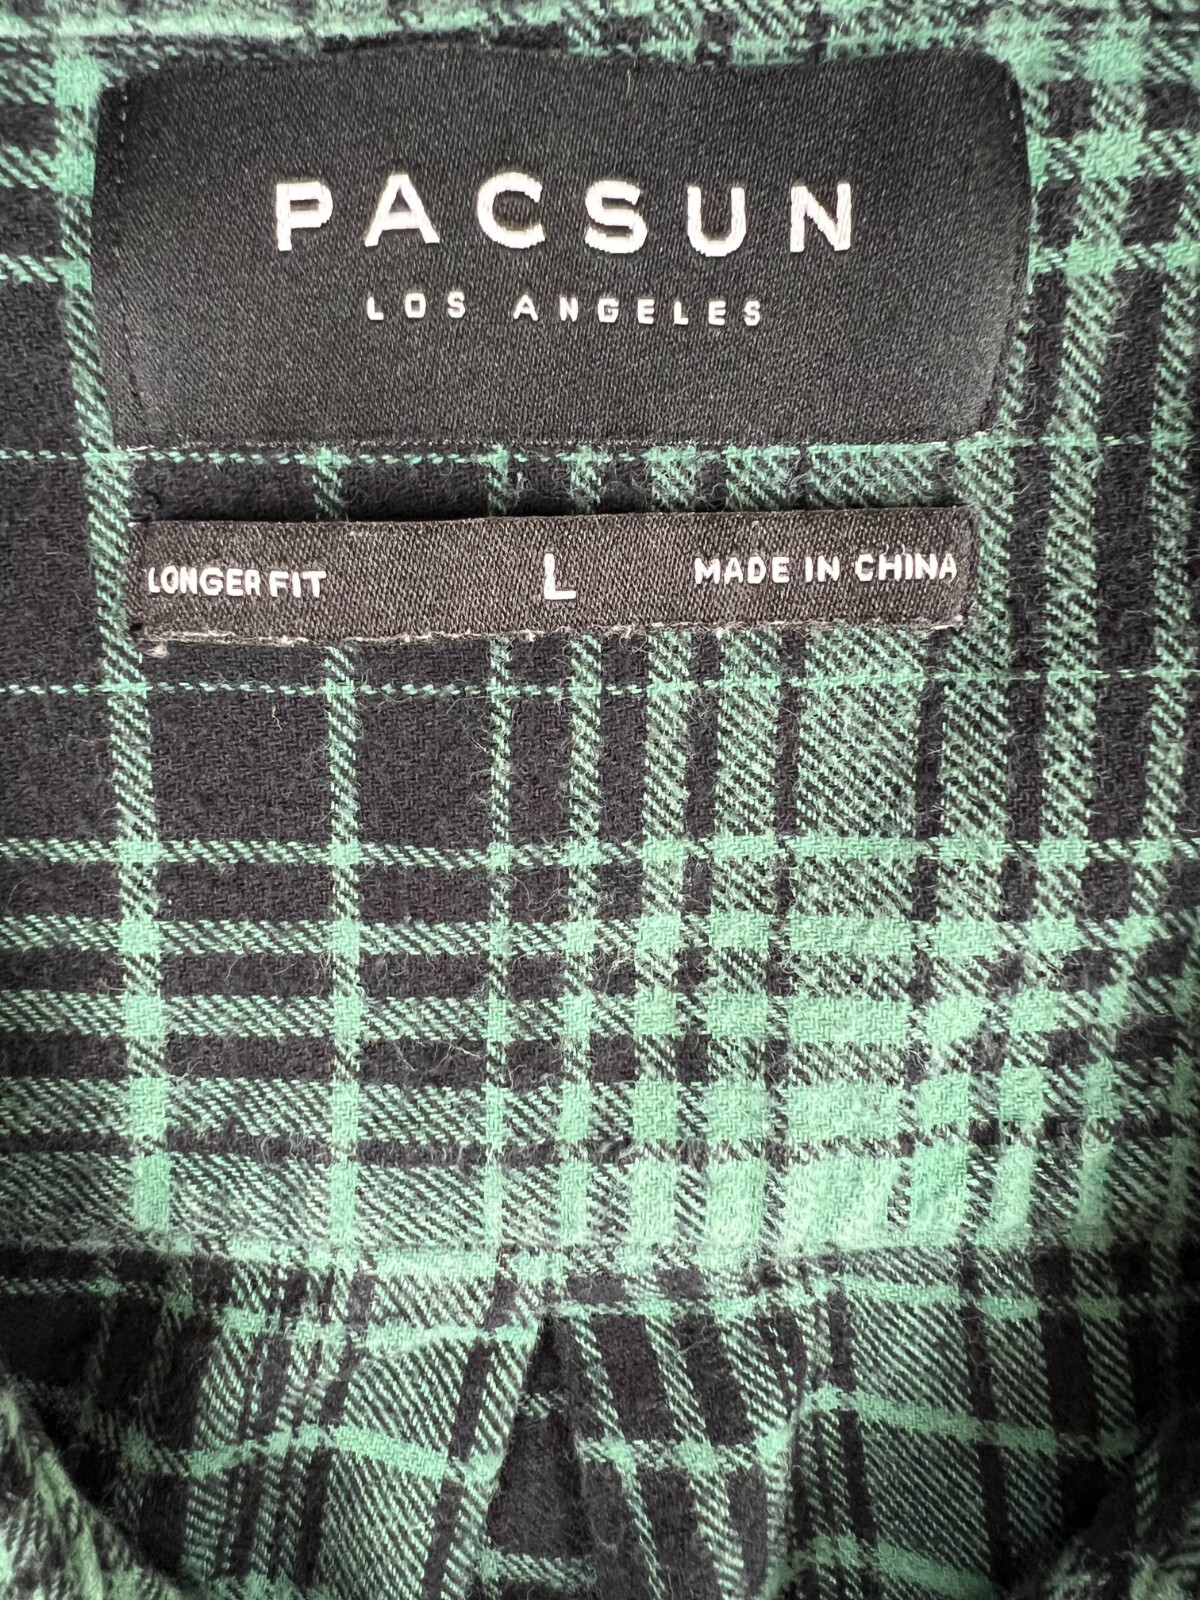 PACSUN
LOS ANGELES
LONGER FIT L MADE IN CHINA